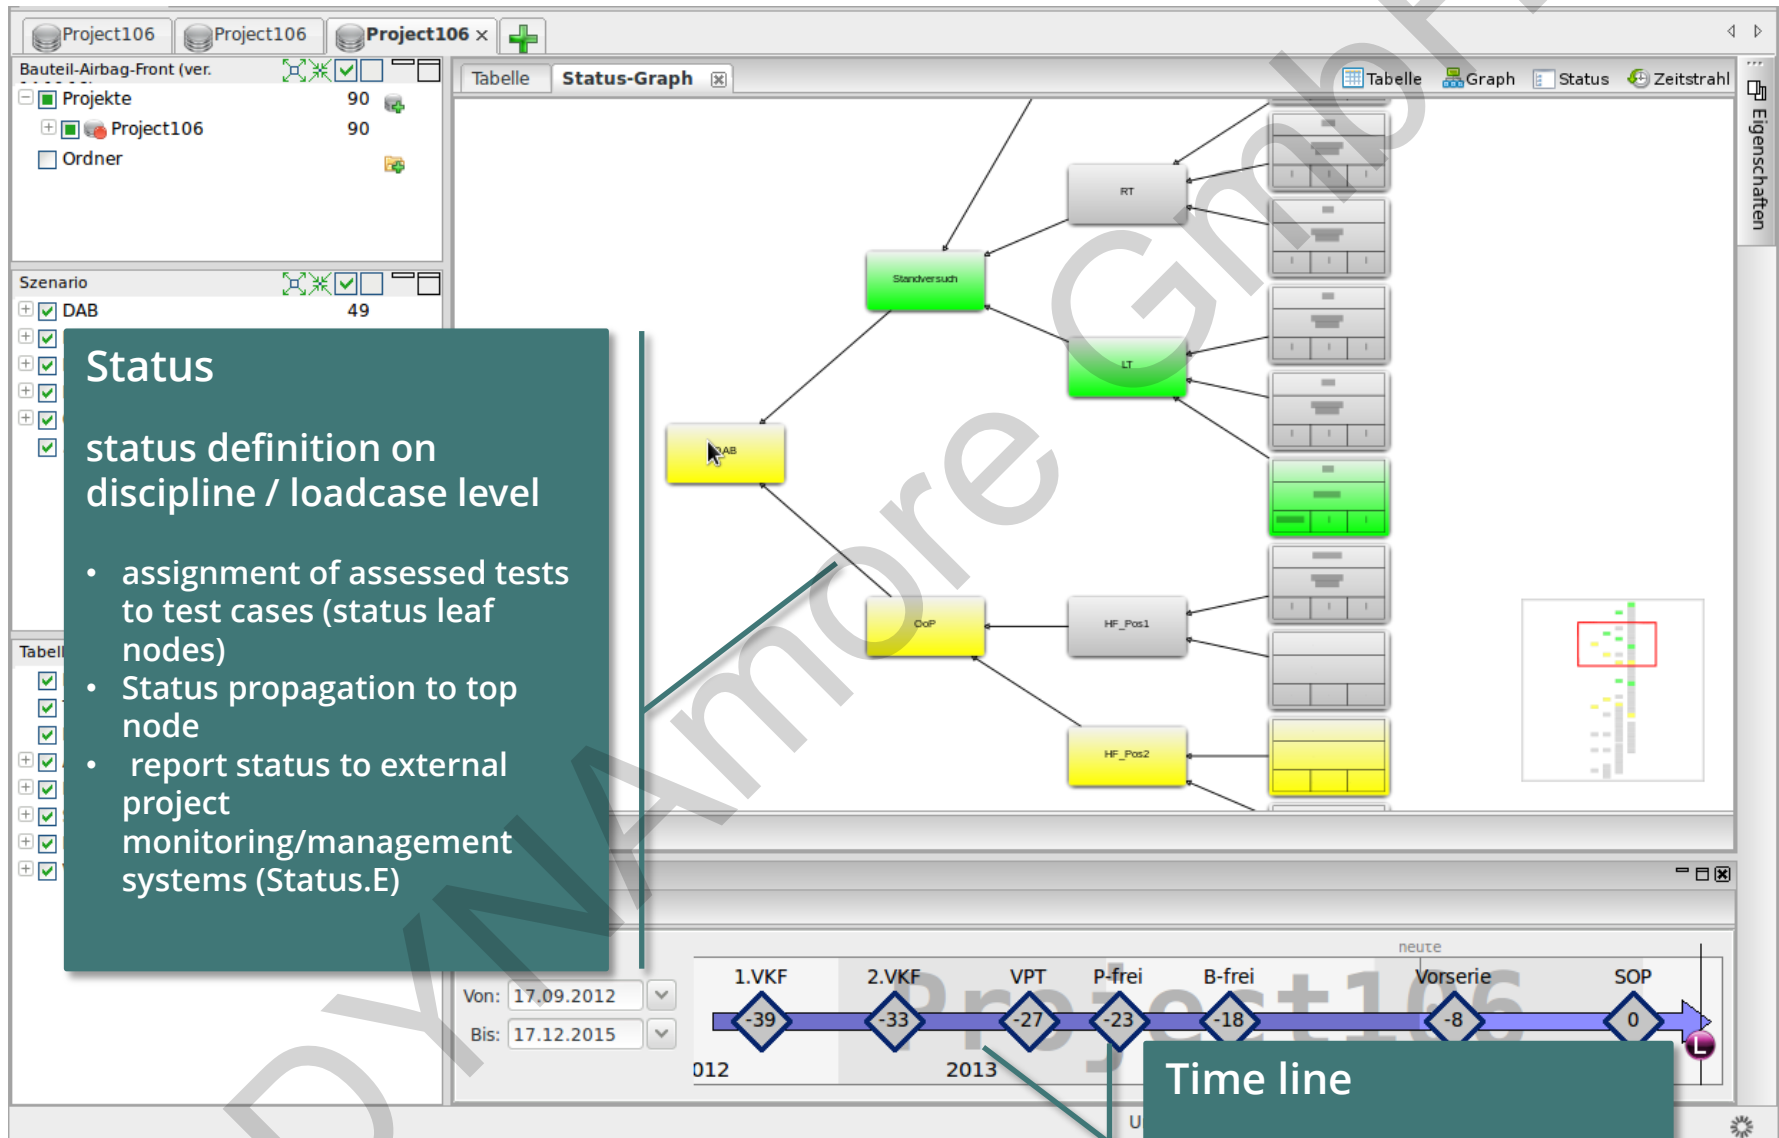 Project106
Project106
Project106
Bauteil-Airbag-Front (ver.
Projekte 90
Project106 90
Ordner
Szenario
DAB 49
Tabelle
Status-Graph
Tabelle
Graph
Status
Zeitstrahl
Eigenschaften
RT
Standversuch
LT
DAB
OoP
HF_Pos1
HF_Pos2
Status
status definition on
discipline / loadcase level
• assignment of assessed tests
to test cases (status leaf
nodes)
• Status propagation to top
node
• report status to external
project
monitoring/management
systems (Status.E)
Tabell
Von: 17.09.2012
Bis: 17.12.2015
Project106
1.VKF
2.VKF
VPT
P-frei
B-frei
Vorserie
SOP
-39
-33
-27
-23
-18
-8
0
L
012
2013
Time line
DYNAmore GmbH